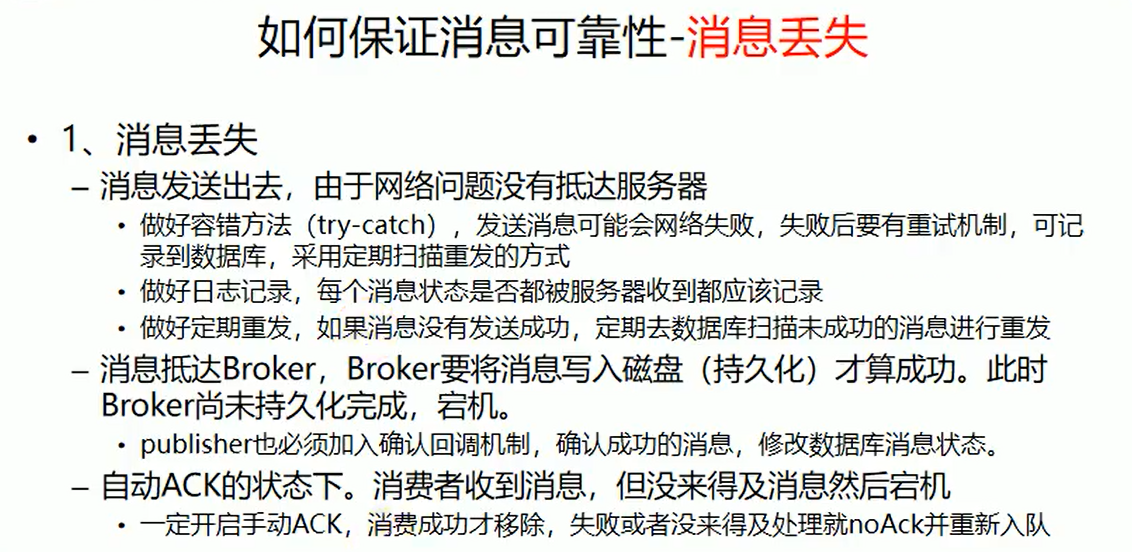 如何保证消息可靠性-消息丢失
• 1、消息丢失
– 消息发送出去，由于网络问题没有抵达服务器
• 做好容错方法（try-catch），发送消息可能会网络失败，失败后要有重试机制，可记
录到数据库，采用定期扫描重发的方式
• 做好日志记录，每个消息状态是否都被服务器收到都应该记录
• 做好定期重发，如果消息没有发送成功，定期去数据库扫描未成功的消息进行重发
– 消息抵达Broker，Broker要将消息写入磁盘（持久化）才算成功。此时
Broker尚未持久化完成，宕机。
• publisher也必须加入确认回调机制，确认成功的消息，修改数据库消息状态。
– 自动ACK的状态下。消费者收到消息，但没来得及消息然后宕机
• 一定开启手动ACK，消费成功才移除，失败或者没来得及处理就noAck并重新入队